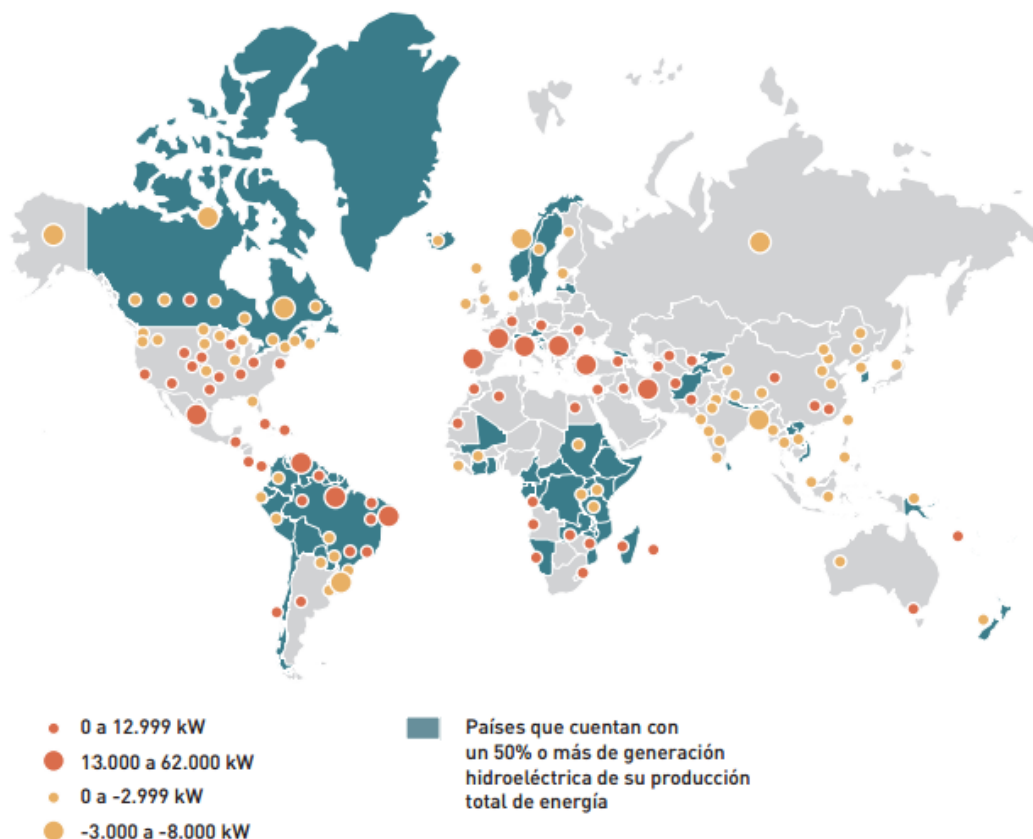 0 a 12.999 kW
13.000 a 62.000 kW
0 a -2.999 kW
-3.000 a -8.000 kW
Países que cuentan con
un 50% o más de generación
hidroeléctrica de su producción
total de energía